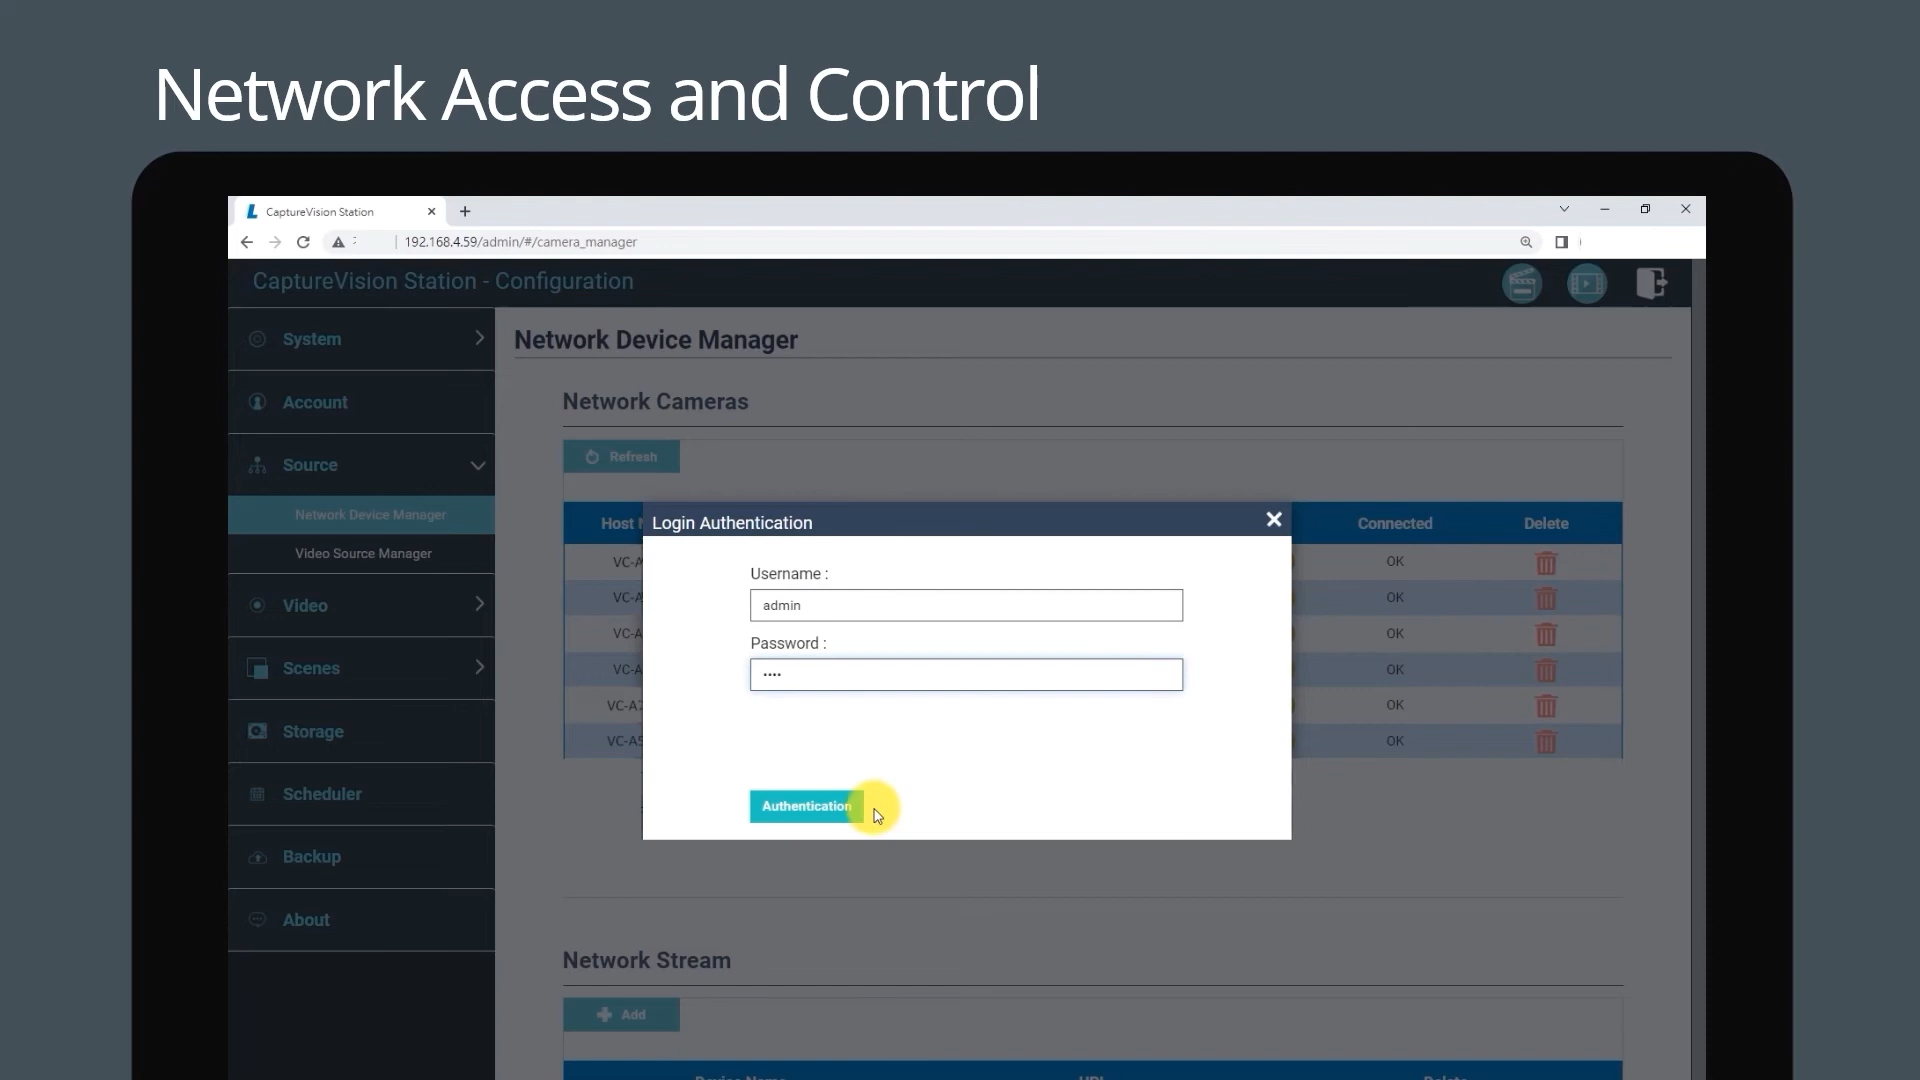 Network Access and Control
CaptureVision Station
192.168.4.59/admin/#/camera_manager
CaptureVision Station - Configuration
System
Account
Source
Network Device Manager
Video Source Manager
Video
Scenes
Storage
Scheduler
Backup
About
Network Device Manager
Network Cameras
Refresh
Host Connected Delete
OK
OK
OK
OK
OK
OK
Login Authentication
Username :
admin
Password :
••••
Authentication
Network Stream
Add